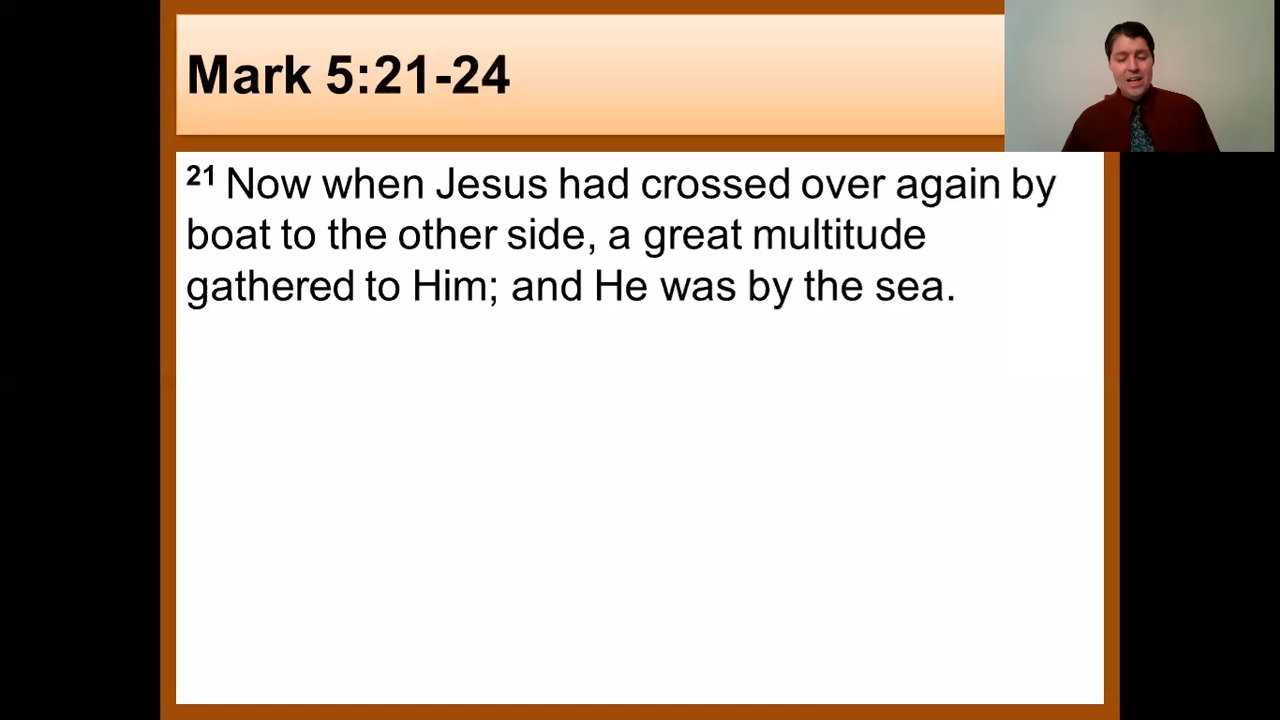 Mark 5:21-24
21 Now when Jesus had crossed over again by
boat to the other side, a great multitude
gathered to Him; and He was by the sea.